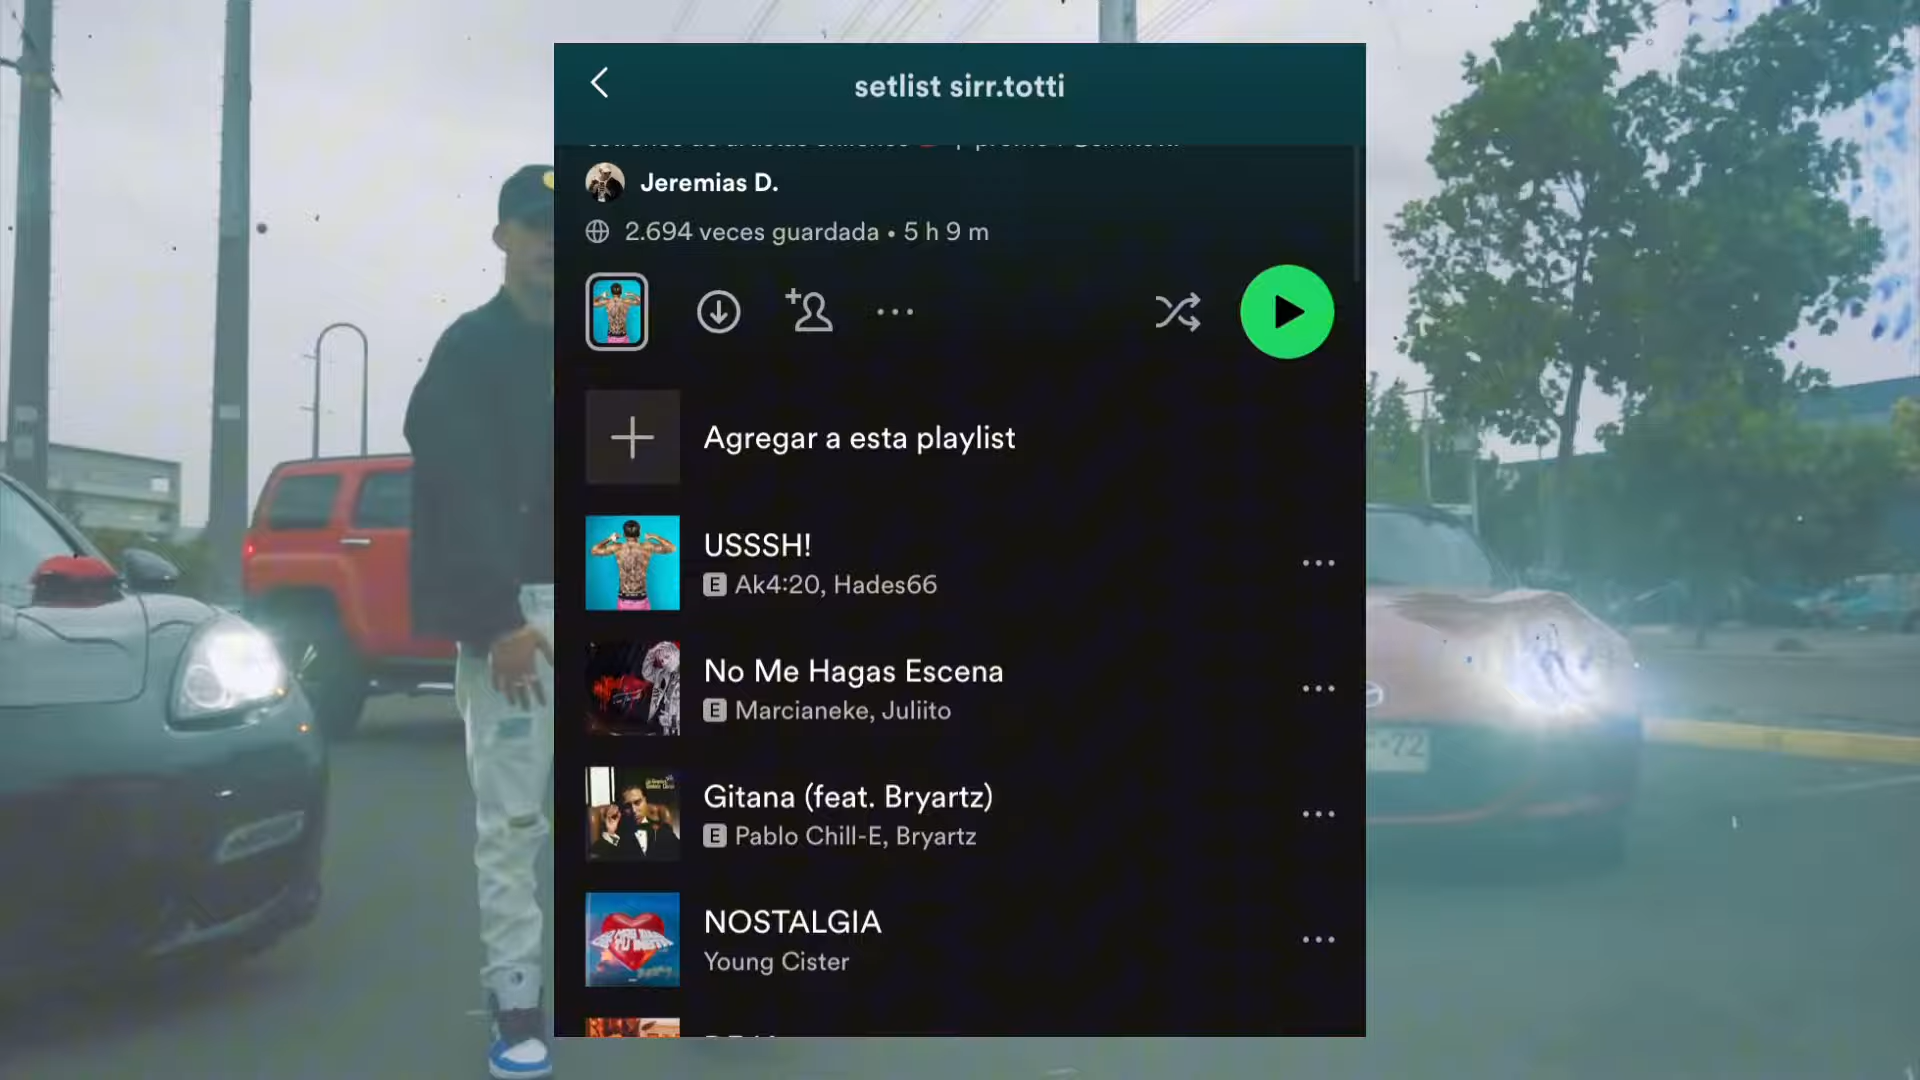 setlist sirr.totti
Jeremias D.
2.694 veces guardada • 5 h 9 m
Agregar a esta playlist
USSSH!
E Ak4:20, Hades66
No Me Hagas Escena
E Marcianeke, Juliito
Gitana (feat. Bryartz)
E Pablo Chill-E, Bryartz
NOSTALGIA
Young Cister